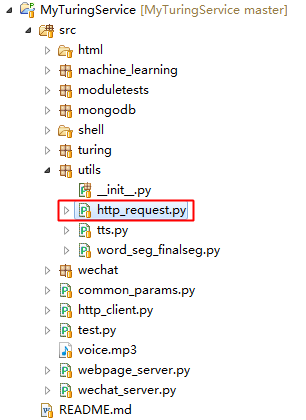 MyTuringService [MyTuringService master]
src
html
machine_learning
moduletests
mongodb
shell
turing
utils
__init__.py
http_request.py
tts.py
word_seg_finalseg.py
wechat
common_params.py
http_client.py
test.py
voice.mp3
webpage_server.py
wechat_server.py
README.md